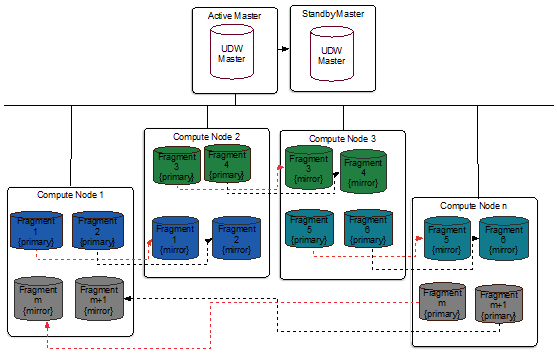 Active Master
StandbyMaster
UDW
Master
UDW
Master
Compute Node 2
Compute Node 3
Fragment
3
{primary}
Fragment
4
{primary}
Fragment
3
{mirror}
Fragment
4
{mirror}
Compute Node 1
Compute Node n
Fragment
1
{primary}
Fragment
2
{primary}
Fragment
1
{mirror}
Fragment
2
{mirror}
Fragment
5
{primary}
Fragment
6
{primary}
Fragment
5
{mirror}
Fragment
6
{mirror}
Fragment
m
{mirror}
Fragment
m+1
{mirror}
Fragment
m
{primary}
Fragment
m+1
{primary}